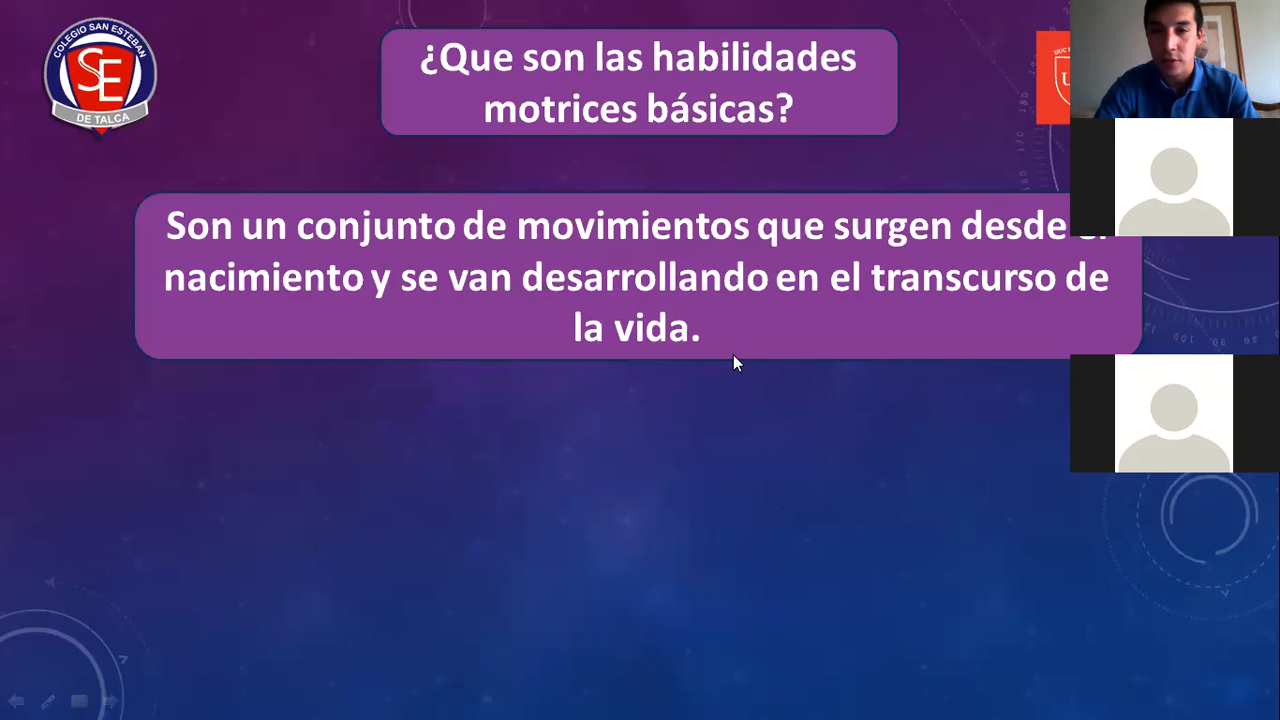 COLEGIO SAN ESTEBAN
SE
DE TALCA
¿Que son las habilidades
motrices básicas?
Son un conjunto de movimientos que surgen desde el
nacimiento y se van desarrollando en el transcurso de
la vida.